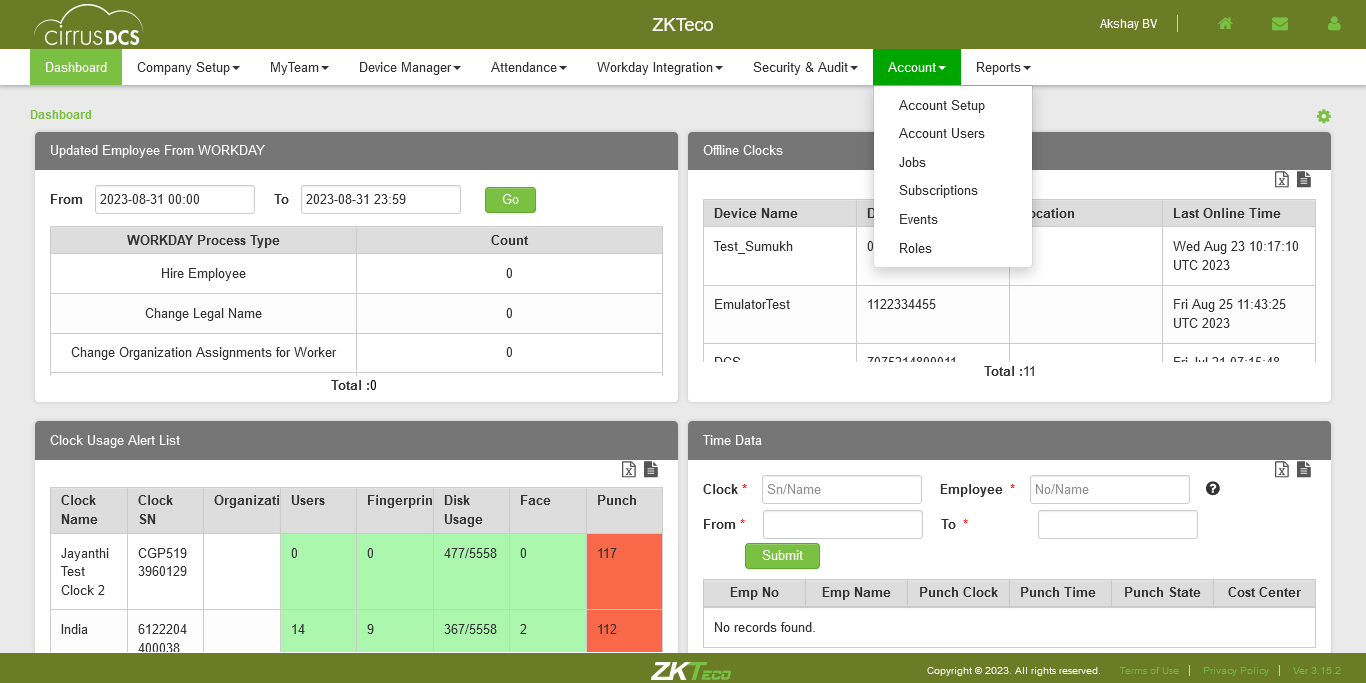 cirrusDCS
ZKTeco
Akshay BV
Dashboard Company Setup MyTeam Device Manager Attendance Workday Integration Security & Audit Account Reports
Account Setup
Account Users
Jobs
Subscriptions
Events
Roles
Dashboard
Updated Employee From WORKDAY
From 2023-08-31 00:00 To 2023-08-31 23:59 Go
WORKDAY Process Type Count
Hire Employee 0
Change Legal Name 0
Change Organization Assignments for Worker 0
Total :0
Offline Clocks
Device Name D ocation Last Online Time
Test_Sumukh 0 Wed Aug 23 10:17:10
UTC 2023
EmulatorTest 1122334455 Fri Aug 25 11:43:25
UTC 2023
Total :11
Clock Usage Alert List
Clock Clock Organizati Users Fingerprin Disk Face Punch
Name SN Usage
Jayanthi CGP519 0 0 477/5558 0 117
Test 3960129
Clock 2
India 6122204 14 9 367/5558 2 112
400038
Time Data
Clock * Sn/Name Employee * No/Name
From * To *
Submit
Emp No Emp Name Punch Clock Punch Time Punch State Cost Center
No records found.
ZKTeco
Copyright © 2023. All rights reserved. Terms of Use Privacy Policy Ver 3.15.2